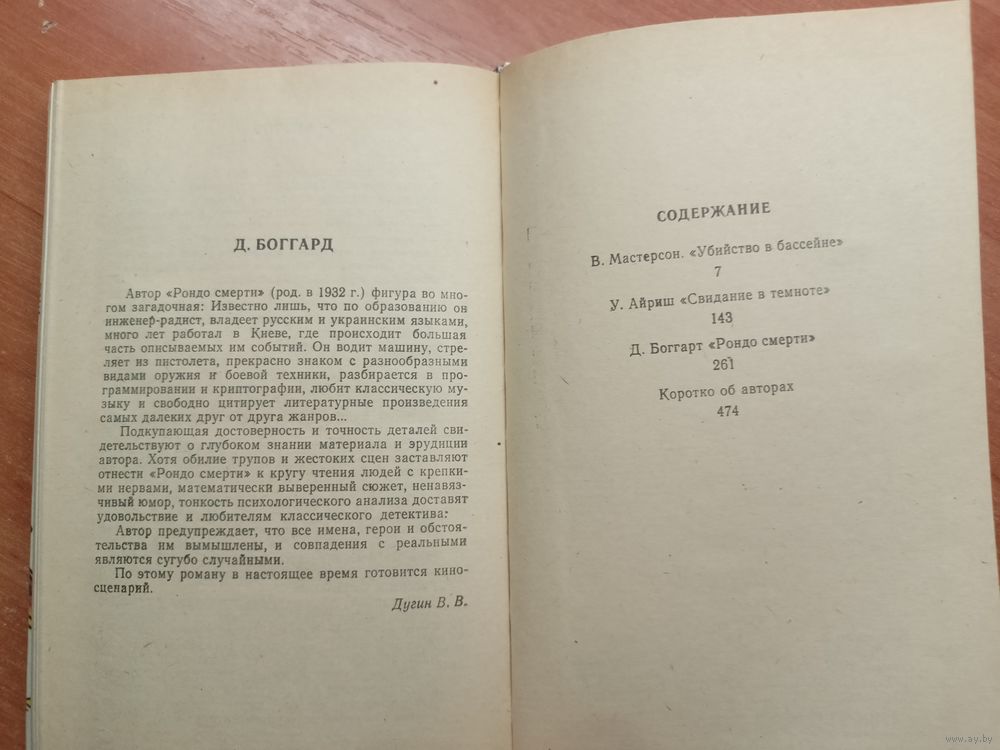 Д. БОГГАРД
Автор «Рондо смерти» (род. в 1932 г.) фигура во мно-
гом загадочная: Известно лишь, что по образованию он
инженер-радист, владеет русским и украинским языками,
много лет работал в Киеве, где происходит большая
часть описываемых им событий. Он водит машину, стре-
ляет из пистолета, прекрасно знаком с разнообразными
видами оружия и боевой техники, разбирается в про-
граммировании и криптографии, любит классическую му-
зыку и свободно цитирует литературные произведения
самых далеких друг от друга жанров...
Подкупающая достоверность и точность деталей сви-
детельствуют о глубоком знании материала и эрудиции
автора. Хотя обилие трупов и жестоких сцен заставляют
отнести «Рондо смерти» к кругу чтения людей с крепки-
ми нервами, математически выверенный сюжет, ненавяз-
чивый юмор, тонкость психологического анализа доставят
удовольствие и любителям классического детектива.
Автор предупреждает, что все имена, герои и обстоя-
тельства им вымышлены, и совпадения с реальными
являются сугубо случайными.
По этому роману в настоящее время готовится кино-
сценарий.
Дугин В. В.
СОДЕРЖАНИЕ
В. Мастерсон. «Убийство в бассейне»
7
У. Айриш «Свидание в темноте»
143
Д. Боггарт «Рондо смерти»
261
Коротко об авторах
474
www.ay.by